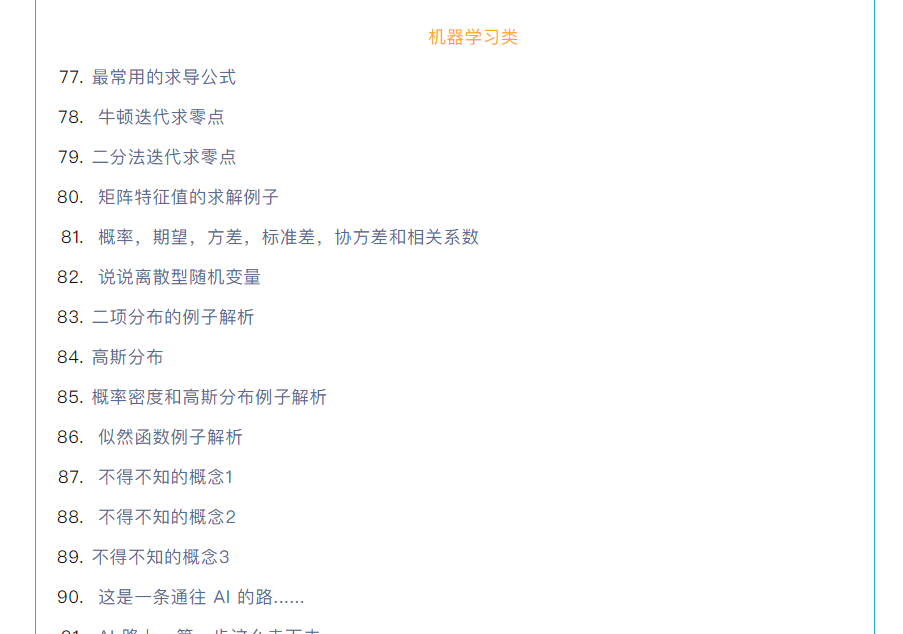 机器学习类
77. 最常用的求导公式
78. 牛顿迭代求零点
79. 二分法迭代求零点
80. 矩阵特征值的求解例子
81. 概率，期望，方差，标准差，协方差和相关系数
82. 说说离散型随机变量
83. 二项分布的例子解析
84. 高斯分布
85. 概率密度和高斯分布例子解析
86. 似然函数例子解析
87. 不得不知的概念1
88. 不得不知的概念2
89. 不得不知的概念3
90. 这是一条通往 AI 的路......